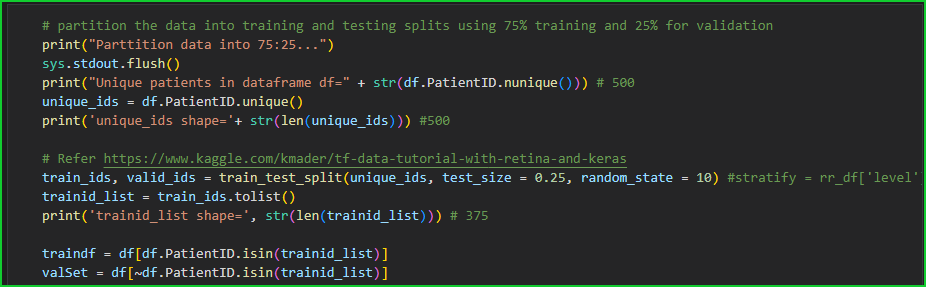 # partition the data into training and testing splits using 75% training and 25% for validation
print("Parttition data into 75:25...")
sys.stdout.flush()
print("Unique patients in dataframe df=" + str(df.PatientID.nunique())) # 500
unique_ids = df.PatientID.unique()
print('unique_ids shape='+ str(len(unique_ids))) #500
# Refer https://www.kaggle.com/kmader/tf-data-tutorial-with-retina-and-keras
train_ids, valid_ids = train_test_split(unique_ids, test_size = 0.25, random_state = 10) #stratify = rr_df['level']
trainid_list = train_ids.tolist()
print('trainid_list shape=', str(len(trainid_list))) # 375
traindf = df[df.PatientID.isin(trainid_list)]
valSet = df[~df.PatientID.isin(trainid_list)]